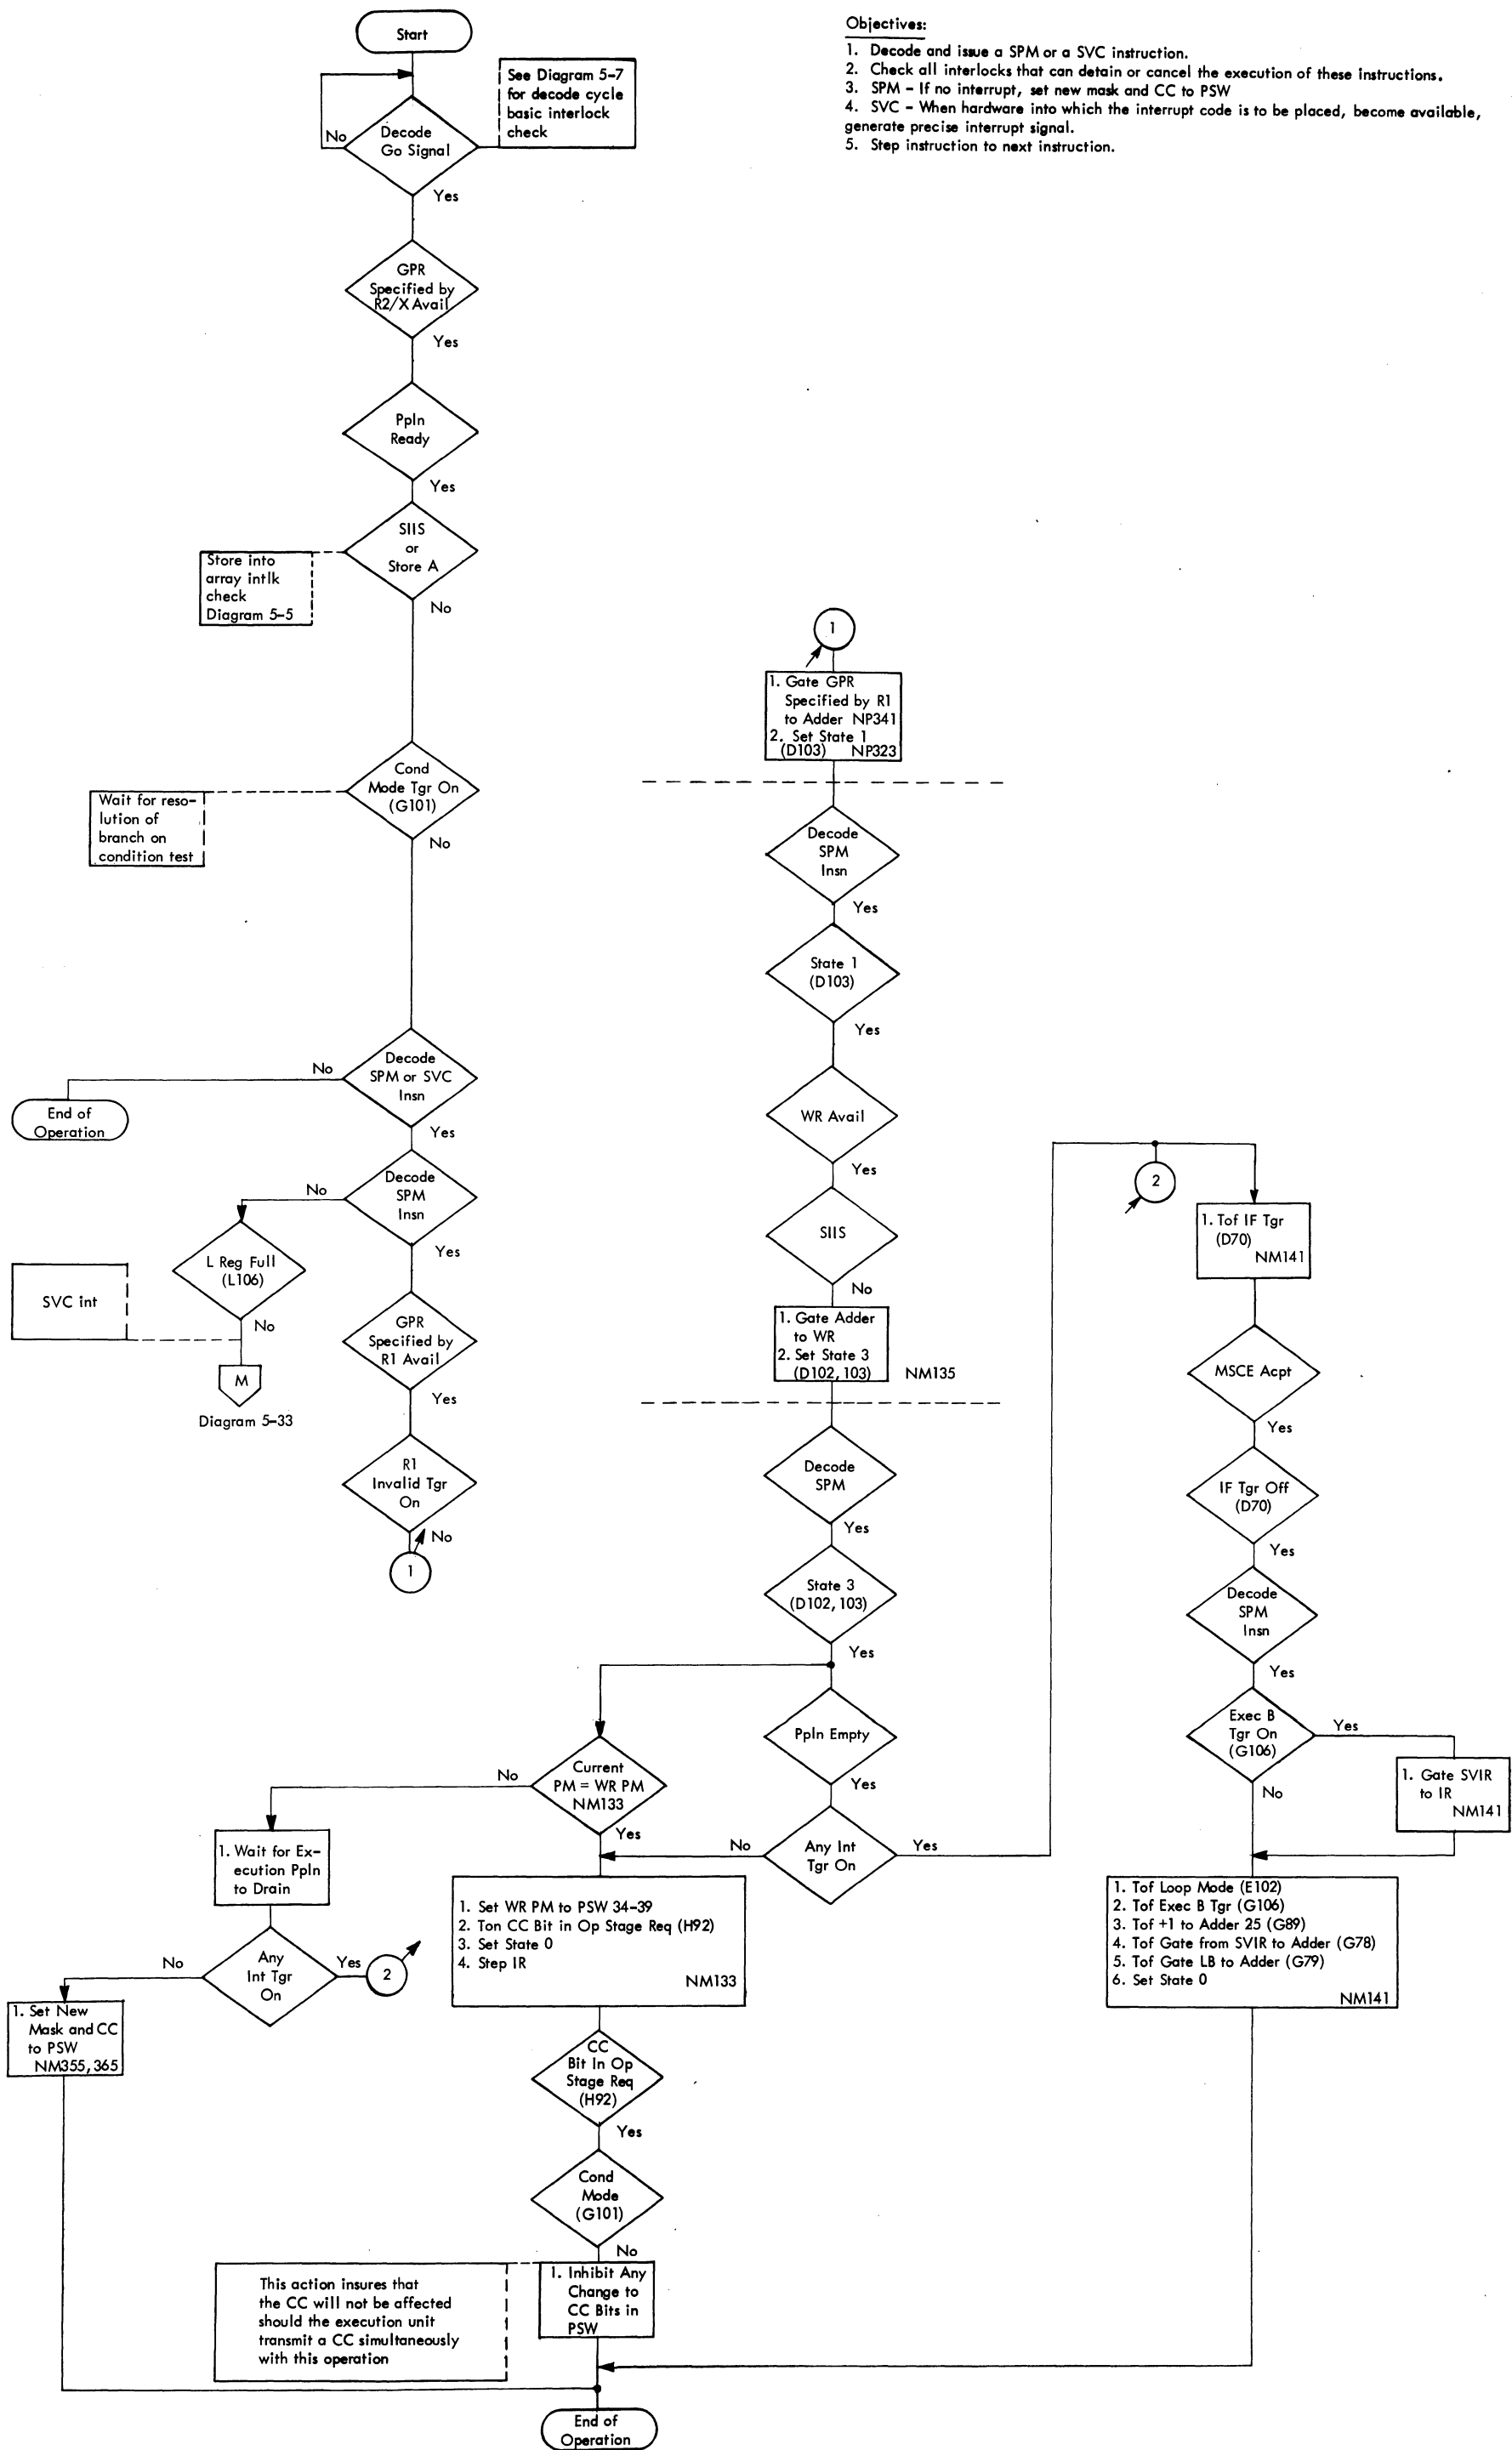 Objectives:
1. Decode and issue a SPM or a SVC instruction.
2. Check all interlocks that can detain or cancel the execution of these instructions.
3. SPM - If no interrupt, set new mask and CC to PSW
4. SVC - When hardware into which the interrupt code is to be placed, become available,
generate precise interrupt signal.
5. Step instruction to next instruction.
Start
See Diagram 5-7
for decode cycle
basic interlock
check
No
Decode
Go Signal
Yes
GPR
Specified by
R2/X Avail
Yes
Ppln
Ready
Yes
SIIS
or
Store A
Store into
array intlk
check
Diagram 5-5
No
Cond
Mode Tgr On
(G101)
Wait for reso-
lution of
branch on
condition test
No
Decode
SPM or SVC
Insn
No
End of
Operation
Yes
Decode
SPM
Insn
No
L Reg Full
(L106)
SVC int
No
M
Diagram 5-33
Yes
GPR
Specified by
R1 Avail
Yes
R1
Invalid Tgr
On
No
1
1
1. Gate GPR
Specified by R1
to Adder NP341
2. Set State 1
(D103) NP323
Decode
SPM
Insn
Yes
State 1
(D103)
Yes
WR Avail
Yes
SIIS
No
1. Gate Adder
to WR
2. Set State 3
(D102,103)
NM135
Decode
SPM
Yes
State 3
(D102,103)
Yes
Ppln Empty
Yes
Any Int
Tgr On
No
Yes
Current
PM = WR PM
NM133
No
Yes
1. Wait for Ex-
ecution Ppln
to Drain
Any
Int Tgr
On
No
Yes
2
1. Set New
Mask and CC
to PSW
NM355,365
1. Set WR PM to PSW 34-39
2. Ton CC Bit in Op Stage Req (H92)
3. Set State 0
4. Step IR
NM133
CC
Bit In Op
Stage Req
(H92)
Yes
Cond
Mode
(G101)
No
1. Inhibit Any
Change to
CC Bits in
PSW
This action insures that
the CC will not be affected
should the execution unit
transmit a CC simultaneously
with this operation
2
1. Tof IF Tgr
(D70)
NM141
MSCE Acpt
Yes
IF Tgr Off
(D70)
Yes
Decode
SPM
Insn
Yes
Exec B
Tgr On
(G106)
Yes
No
1. Gate SVIR
to IR
NM141
1. Tof Loop Mode (E102)
2. Tof Exec B Tgr (G106)
3. Tof +1 to Adder 25 (G89)
4. Tof Gate from SVIR to Adder (G78)
5. Tof Gate LB to Adder (G79)
6. Set State 0
NM141
End of
Operation